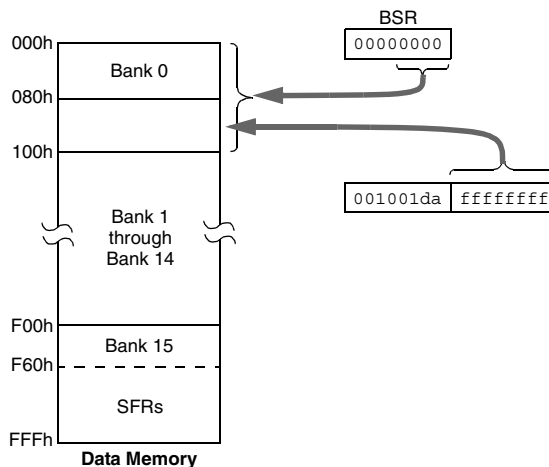 BSR
00000000
000h
Bank 0
080h
100h
001001da ffffffff
Bank 1
through
Bank 14
F00h
Bank 15
F60h
SFRs
FFFh
Data Memory